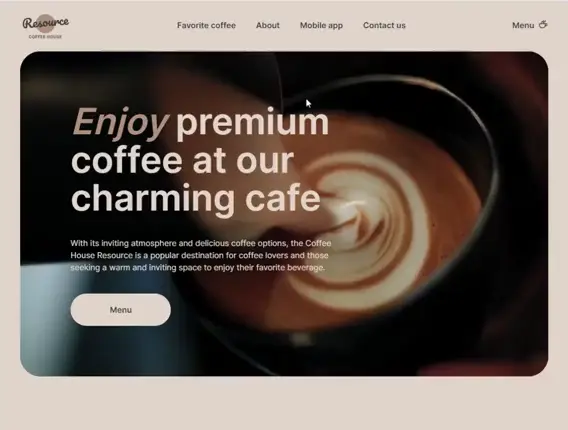 Resource
COFFEE HOUSE
Favorite coffee
About
Mobile app
Contact us
Menu
Enjoy premium
coffee at our
charming cafe
With its inviting atmosphere and delicious coffee options, the Coffee
House Resource is a popular destination for coffee lovers and those
seeking a warm and inviting space to enjoy their favorite beverage.
Menu